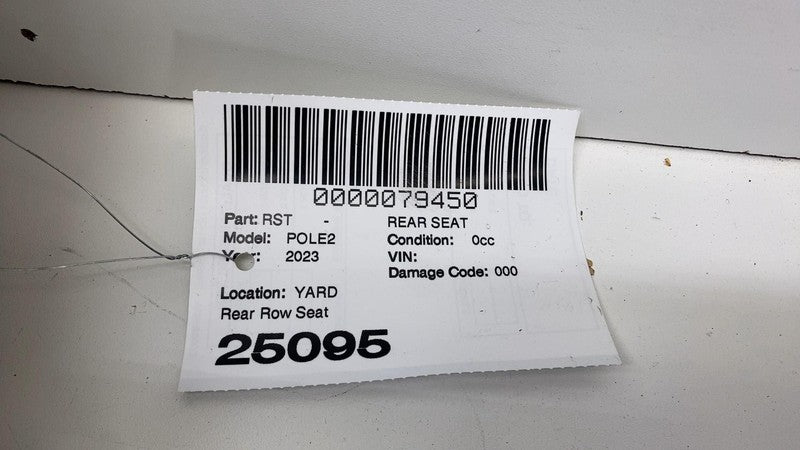 0000079450
Part: RST - REAR SEAT
Model: POLE2 Condition: 0cc
Year: 2023 VIN:
Damage Code: 000
Location: YARD
Rear Row Seat
25095